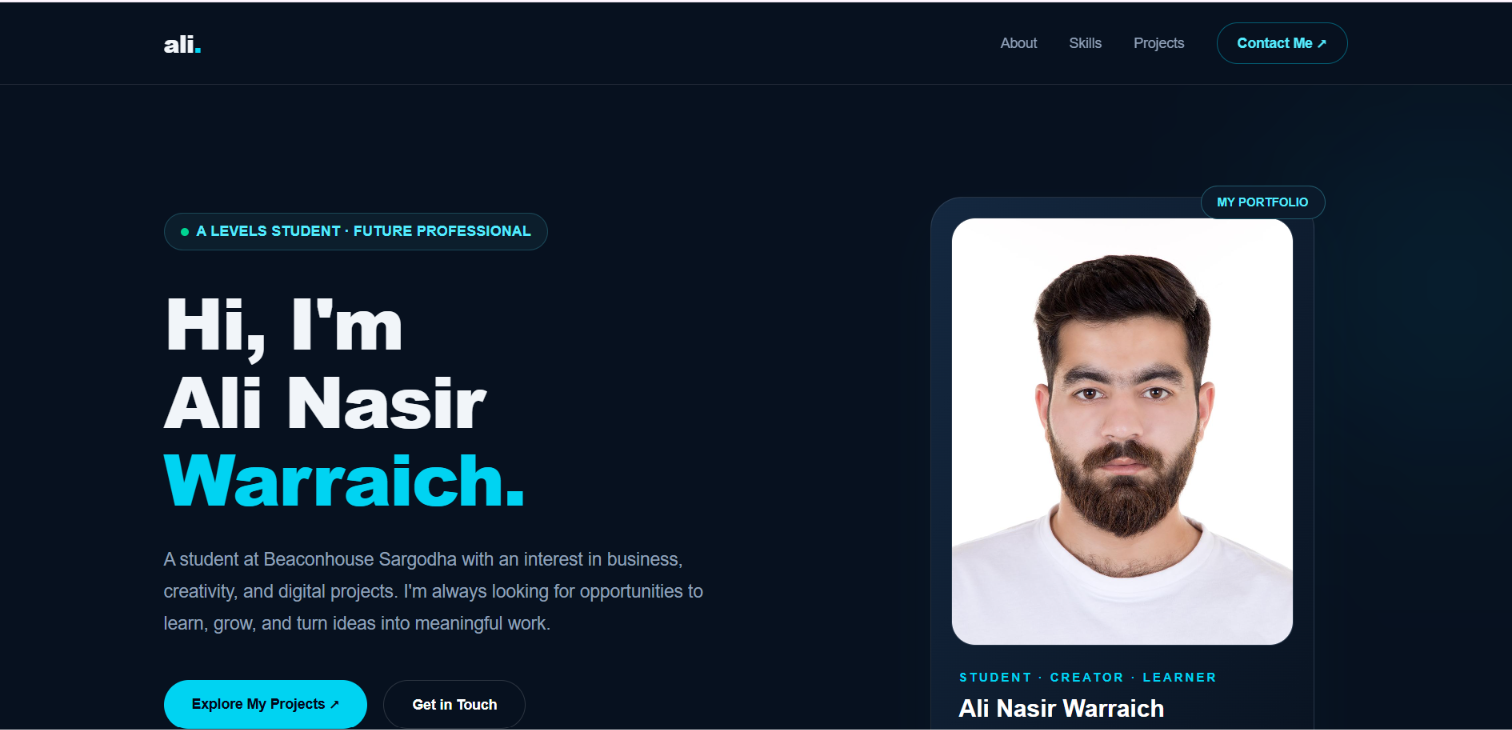 ali.
About
Skills
Projects
Contact Me ↗
A LEVELS STUDENT · FUTURE PROFESSIONAL
Hi, I'm
Ali Nasir
Warraich.
A student at Beaconhouse Sargodha with an interest in business,
creativity, and digital projects. I'm always looking for opportunities to
learn, grow, and turn ideas into meaningful work.
Explore My Projects ↗
Get in Touch
MY PORTFOLIO
STUDENT · CREATOR · LEARNER
Ali Nasir Warraich